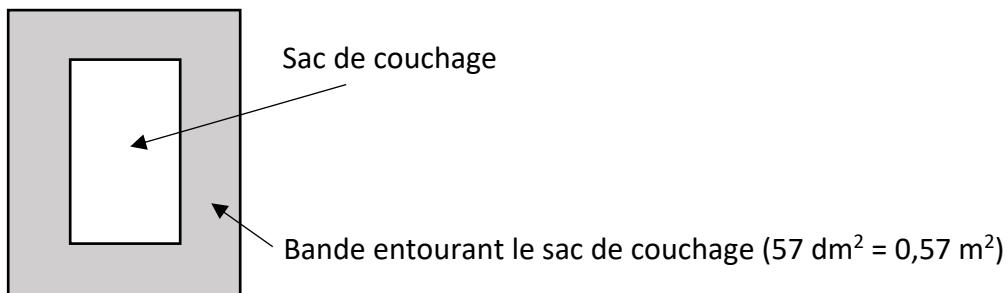 Sac de couchage
Bande entourant le sac de couchage (57 dm² = 0,57 m²)